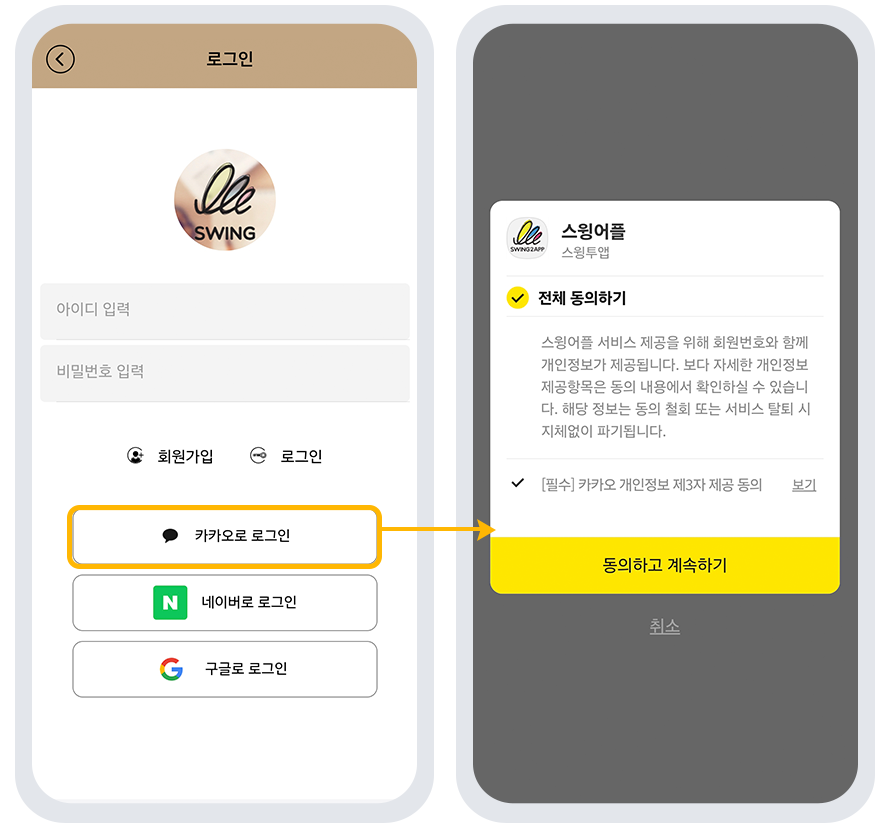 로그인
SWING
아이디 입력
비밀번호 입력
회원가입 로그인
카카오로 로그인
N 네이버로 로그인
G 구글로 로그인
SWING2APP
스윙어플
스윙투앱
전체 동의하기
스윙어플 서비스 제공을 위해 회원번호와 함께
개인정보가 제공됩니다. 보다 자세한 개인정보
제공항목은 동의 내용에서 확인하실 수 있습니
다. 해당 정보는 동의 철회 또는 서비스 탈퇴 시
지체없이 파기됩니다.
[필수] 카카오 개인정보 제3자 제공 동의 보기
동의하고 계속하기
취소